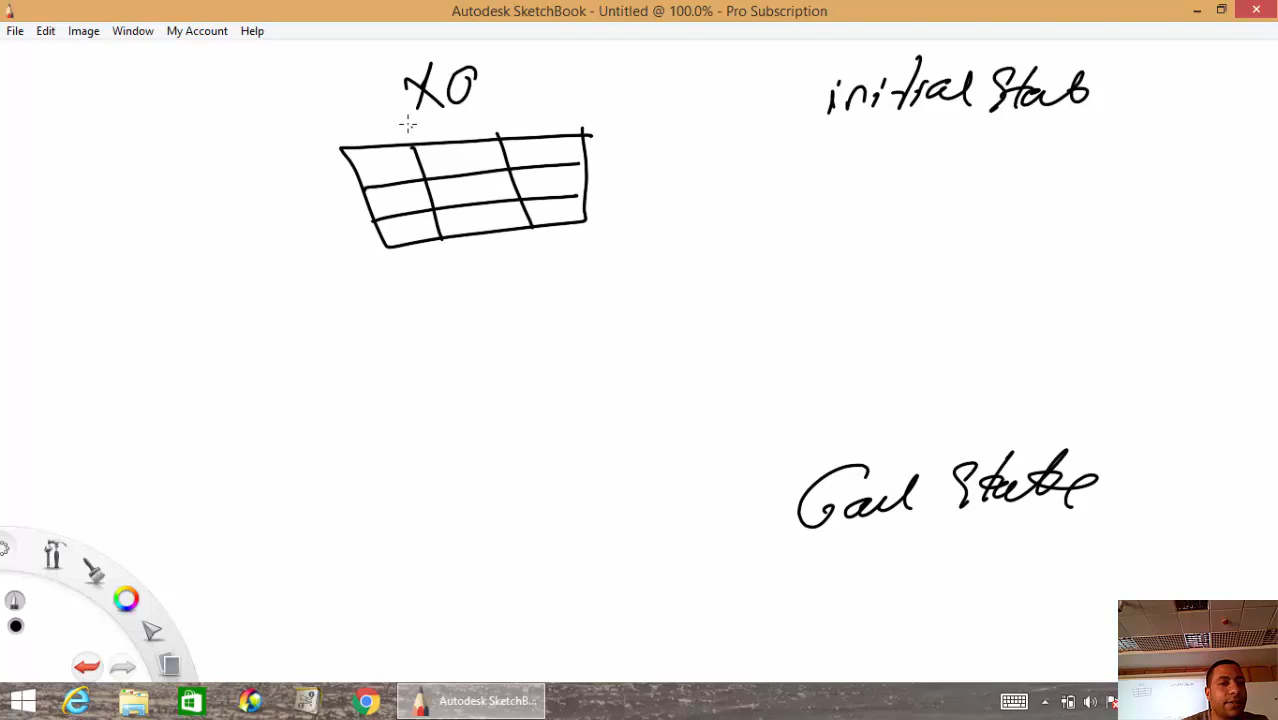 Autodesk SketchBook - Untitled @ 100.0% - Pro Subscription
File Edit Image Window My Account Help
XO
initial Stat
Goal State
Autodesk SketchB...